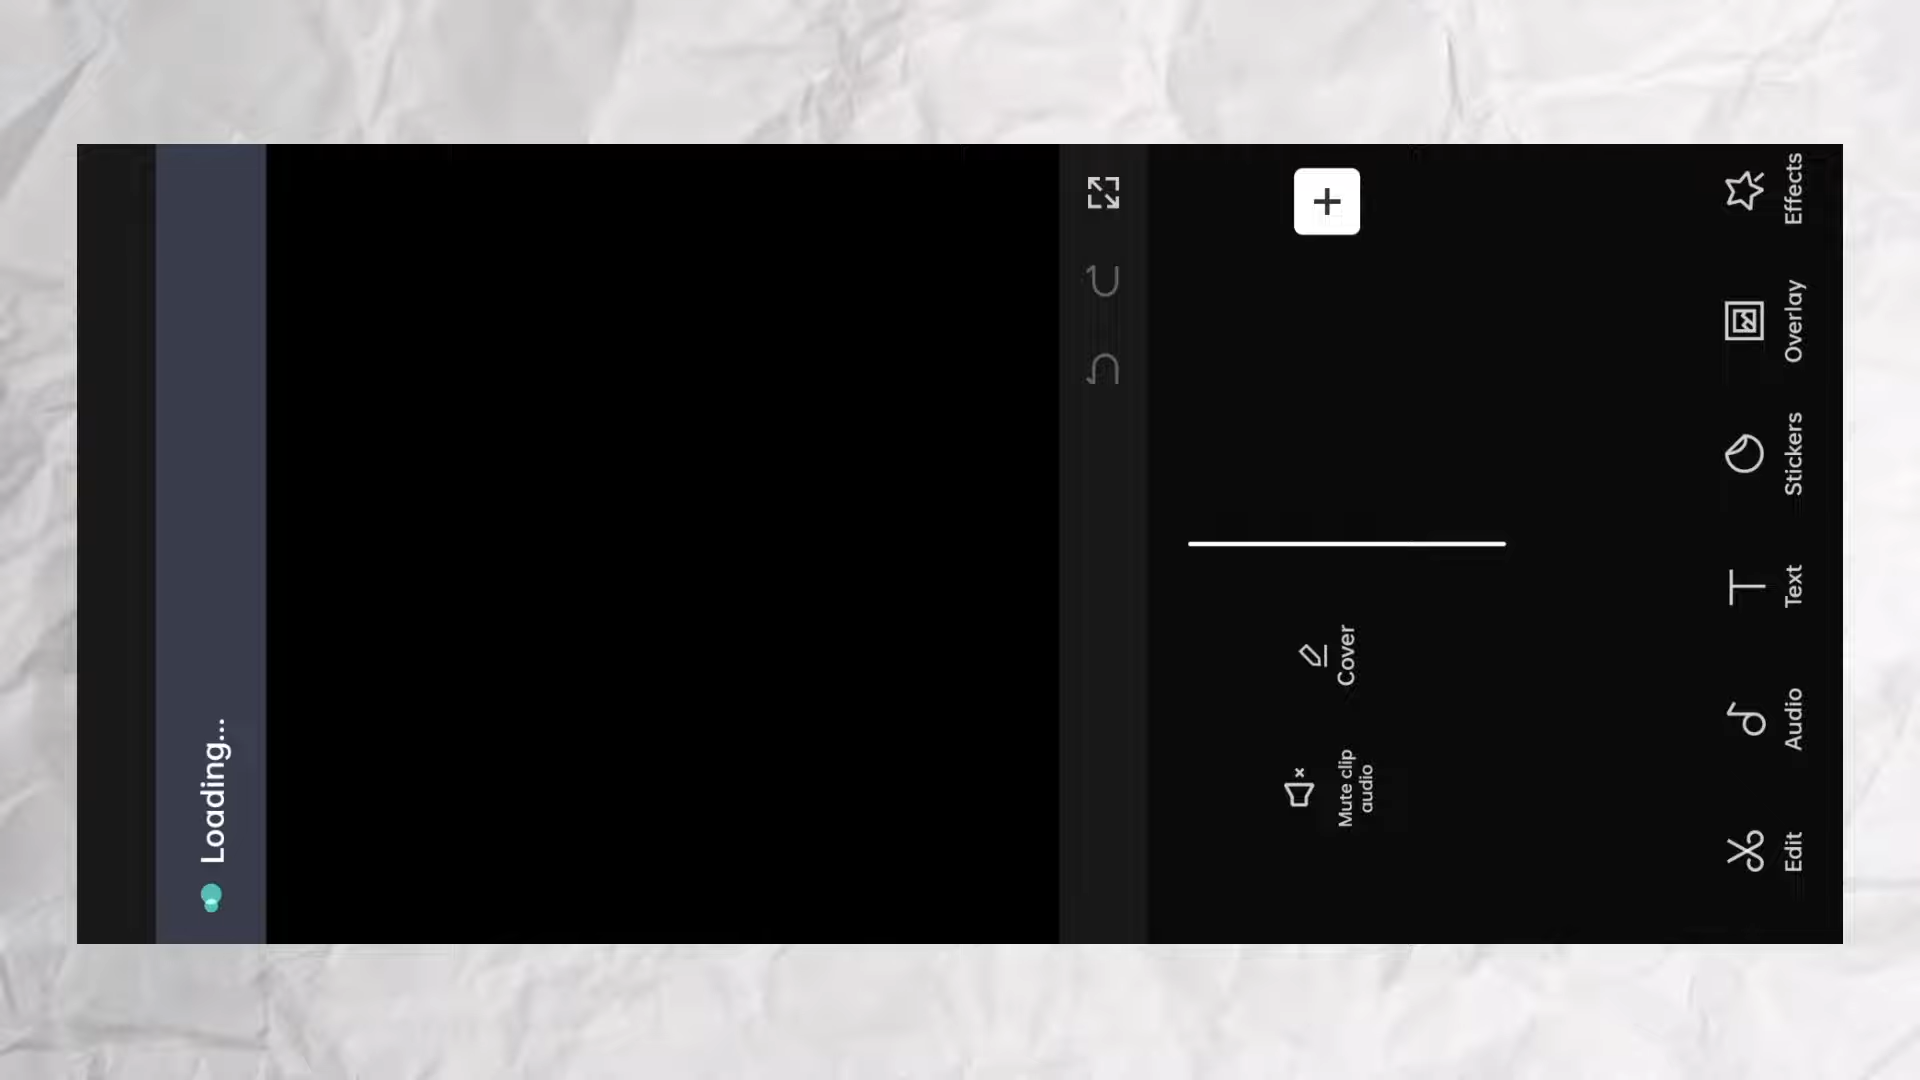 Loading...
Cover
Mute clip
audio
Edit
Audio
Text
Stickers
Overlay
Effects